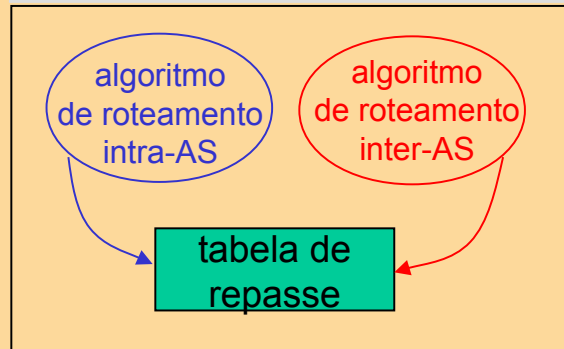 algoritmo
de roteamento
intra-AS
algoritmo
de roteamento
inter-AS
tabela de
repasse